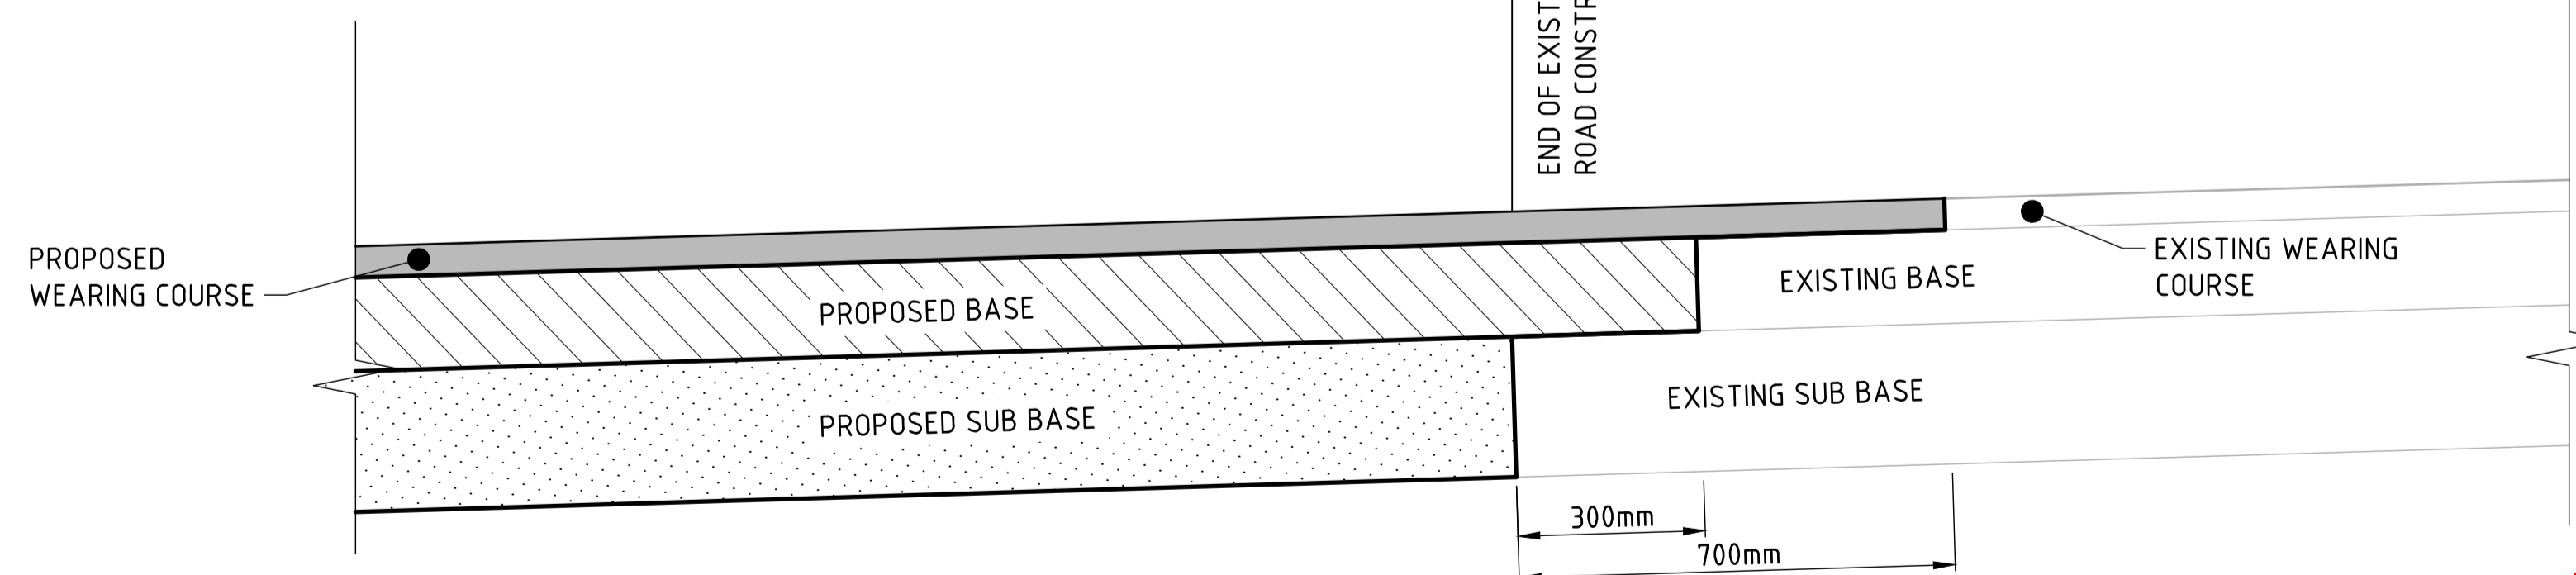 END OF EXIST
ROAD CONSTR
PROPOSED
WEARING COURSE
EXISTING WEARING
COURSE
PROPOSED BASE
EXISTING BASE
PROPOSED SUB BASE
EXISTING SUB BASE
300mm
700mm